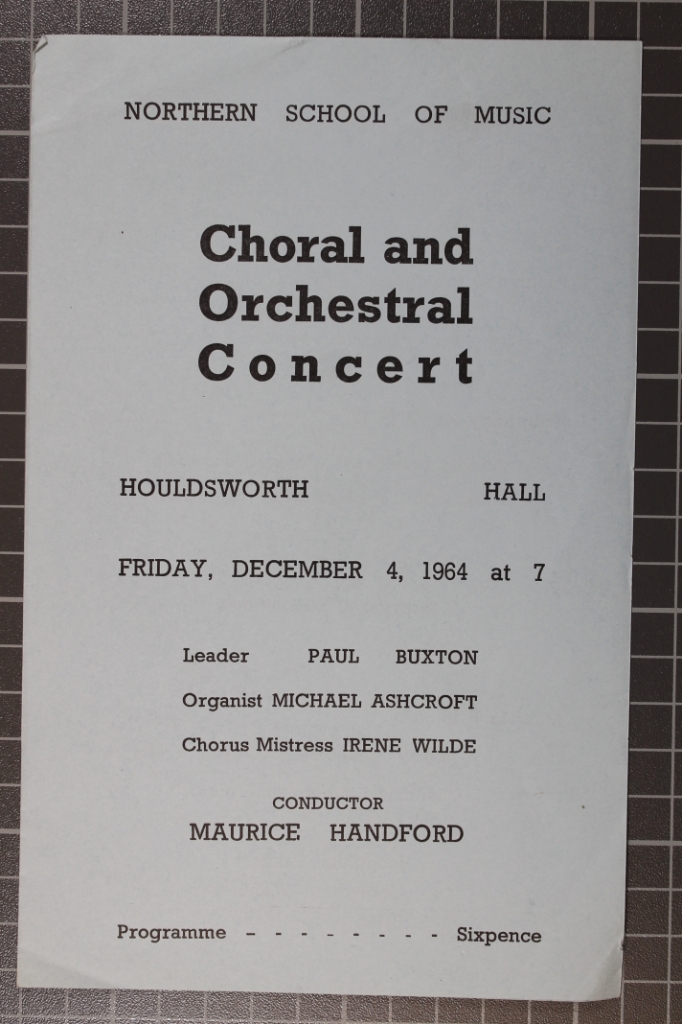 NORTHERN SCHOOL OF MUSIC
Choral and
Orchestral
Concert
HOULDSWORTH HALL
FRIDAY, DECEMBER 4, 1964 at 7
Leader PAUL BUXTON
Organist MICHAEL ASHCROFT
Chorus Mistress IRENE WILDE
CONDUCTOR
MAURICE HANDFORD
Programme - - - - - - - - Sixpence